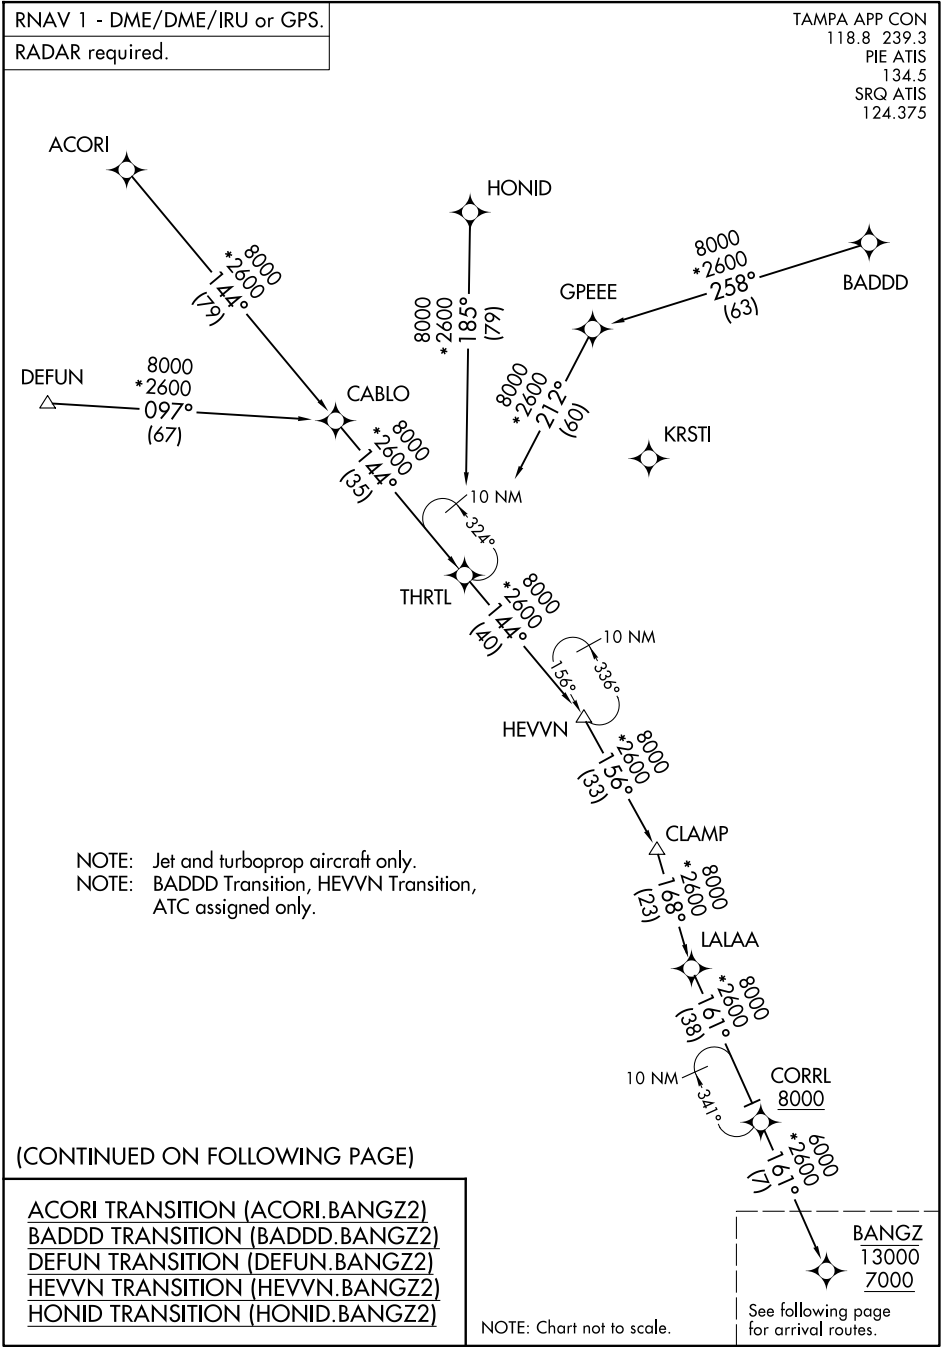 RNAV 1 - DME/DME/IRU or GPS.
RADAR required.
TAMPA APP CON
118.8 239.3
PIE ATIS
134.5
SRQ ATIS
124.375
ACORI
8000
*2600
144°
(79)
HONID
8000
*2600
185°
(79)
BADDD
8000
*2600
258°
(63)
GPEEE
8000
*2600
212°
(60)
DEFUN
8000
*2600
097°
(67)
CABLO
8000
*2600
144°
(35)
KRSTI
10 NM
324°
THRTL
8000
*2600
144°
(40)
10 NM
336°
156°
HEVVN
8000
*2600
156°
(33)
CLAMP
8000
*2600
168°
(23)
NOTE: Jet and turboprop aircraft only.
NOTE: BADDD Transition, HEVVN Transition,
ATC assigned only.
LALAA
8000
*2600
161°
(38)
10 NM
341°
CORRL
8000
6000
*2600
161°
(7)
BANGZ
13000
7000
See following page
for arrival routes.
(CONTINUED ON FOLLOWING PAGE)
ACORI TRANSITION (ACORI.BANGZ2)
BADDD TRANSITION (BADDD.BANGZ2)
DEFUN TRANSITION (DEFUN.BANGZ2)
HEVVN TRANSITION (HEVVN.BANGZ2)
HONID TRANSITION (HONID.BANGZ2)
NOTE: Chart not to scale.